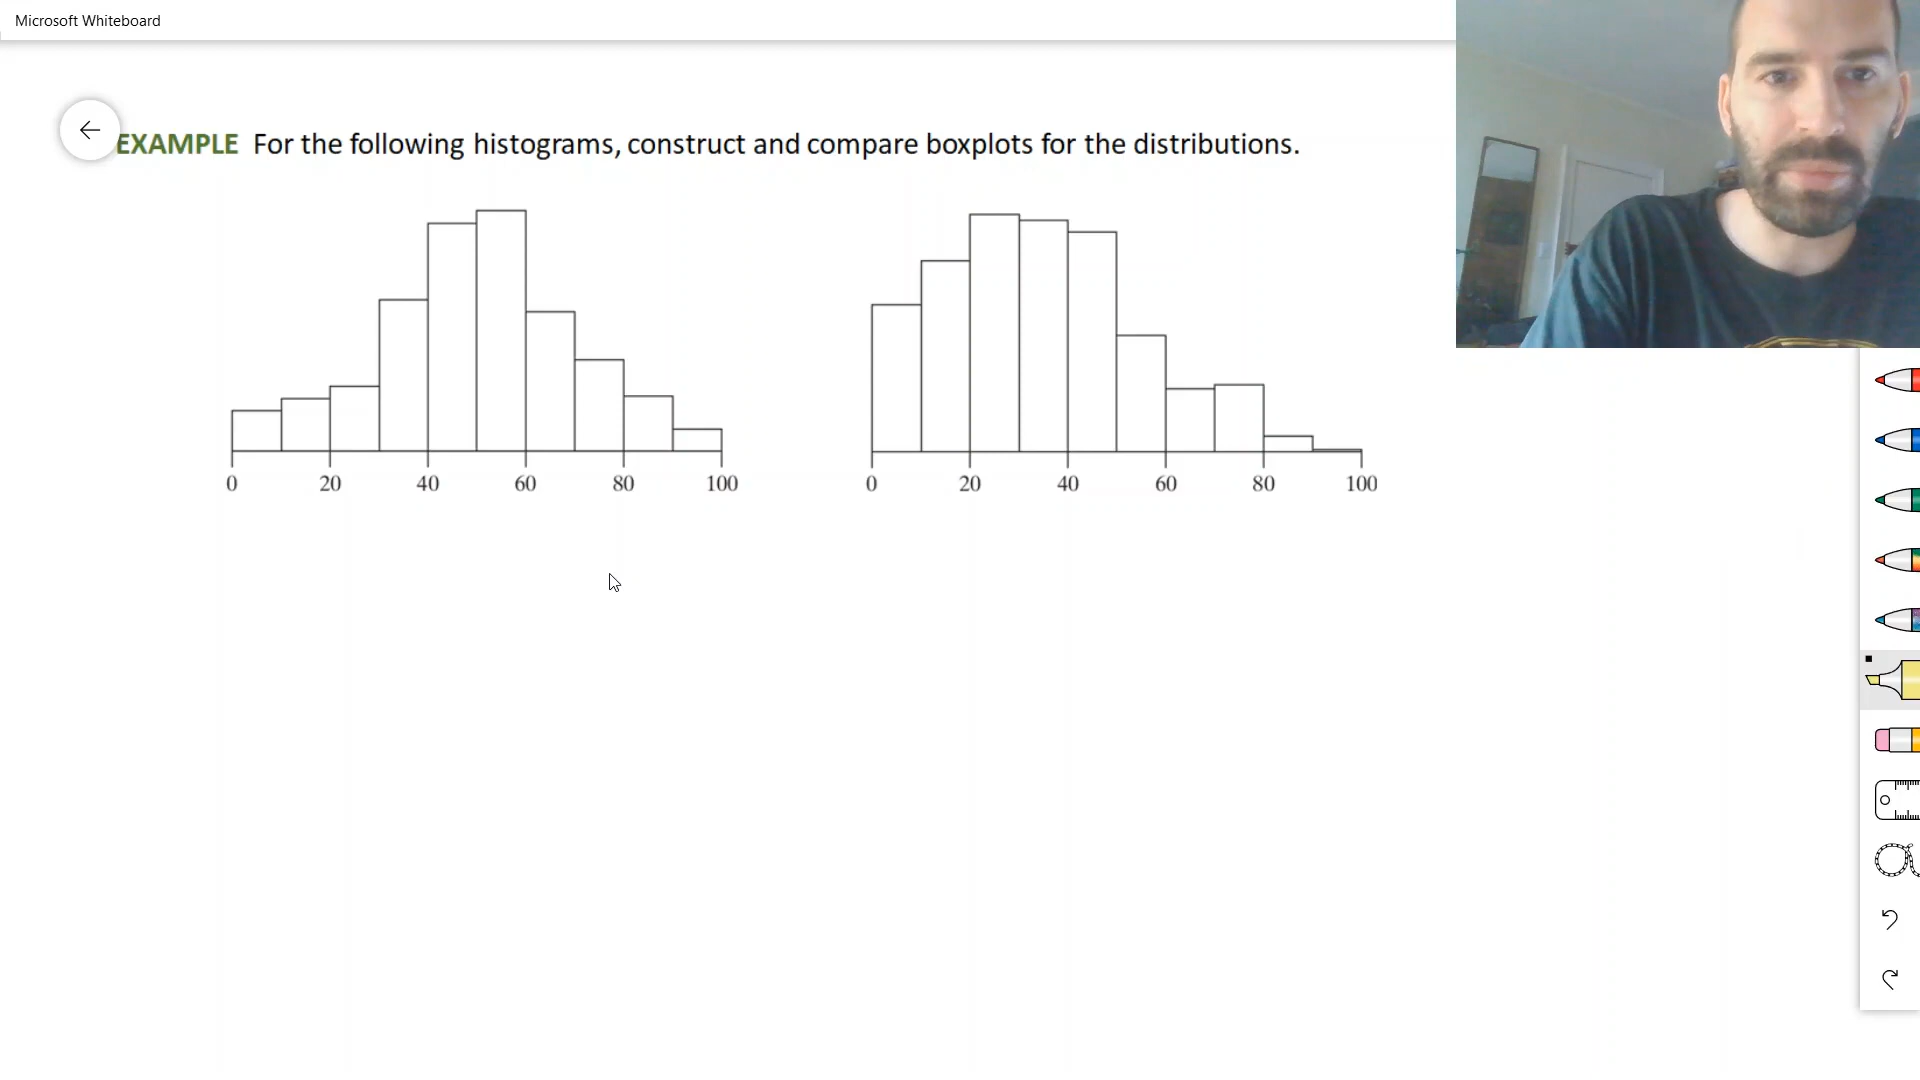 Microsoft Whiteboard
EXAMPLE For the following histograms, construct and compare boxplots for the distributions.
0 20 40 60 80 100
0 20 40 60 80 100